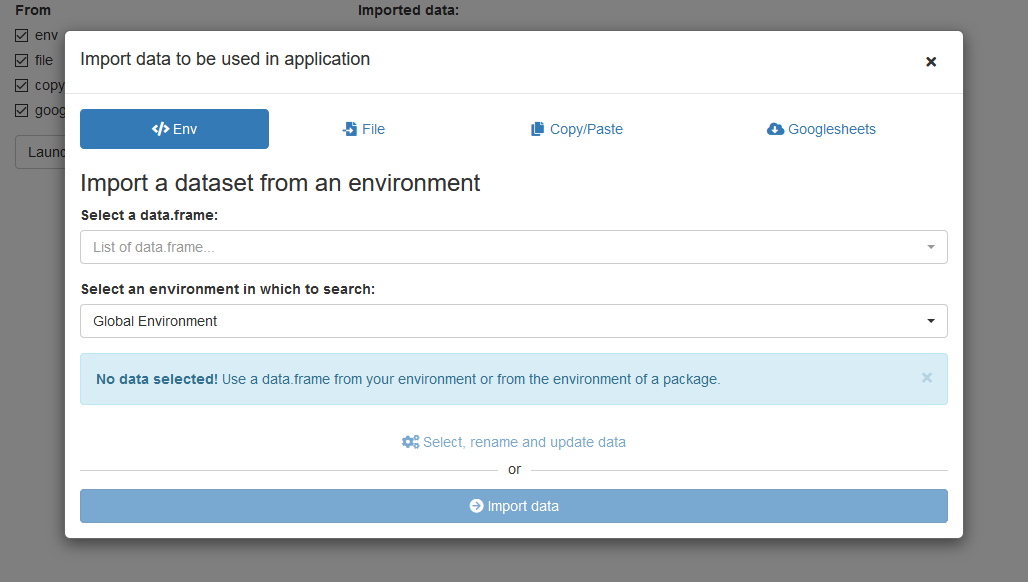 From
Imported data:
env
file
copy
goog
Launc
Import data to be used in application
Env
File
Copy/Paste
Googlesheets
Import a dataset from an environment
Select a data.frame:
List of data.frame...
Select an environment in which to search:
Global Environment
No data selected! Use a data.frame from your environment or from the environment of a package.
Select, rename and update data
or
Import data